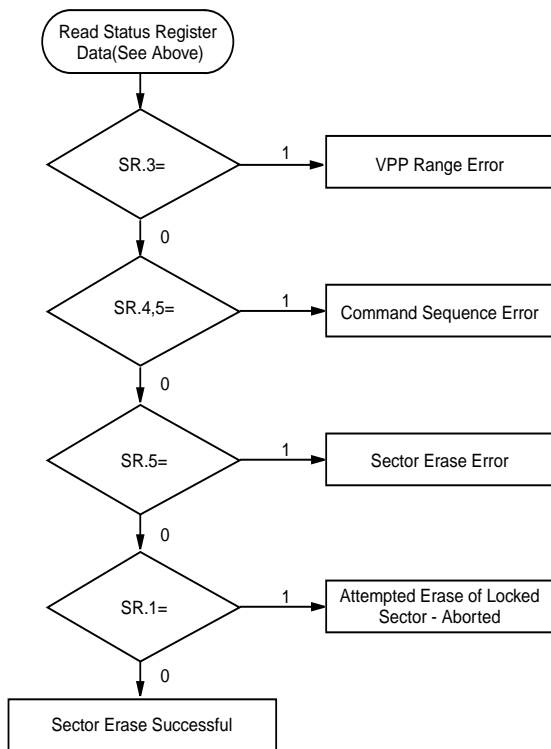 Read Status Register
Data(See Above)
SR.3=
1
VPP Range Error
0
SR.4,5=
1
Command Sequence Error
0
SR.5=
1
Sector Erase Error
0
SR.1=
1
Attempted Erase of Locked
Sector - Aborted
0
Sector Erase Successful